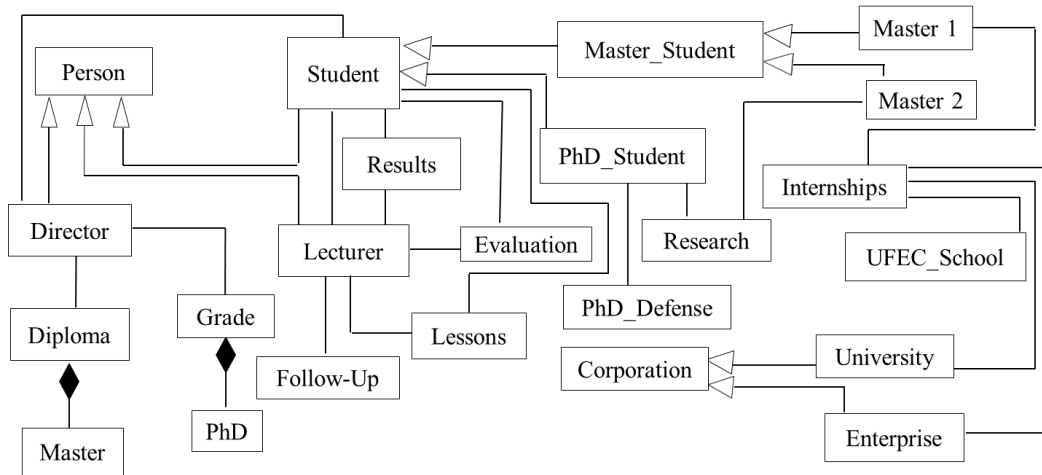 Master 1
Person
Student
Master_Student
Master 2
Results
PhD_Student
Internships
Director
Lecturer
Evaluation
Research
UFEC_School
Grade
PhD_Defense
Diploma
Lessons
University
Follow-Up
Corporation
PhD
Master
Enterprise